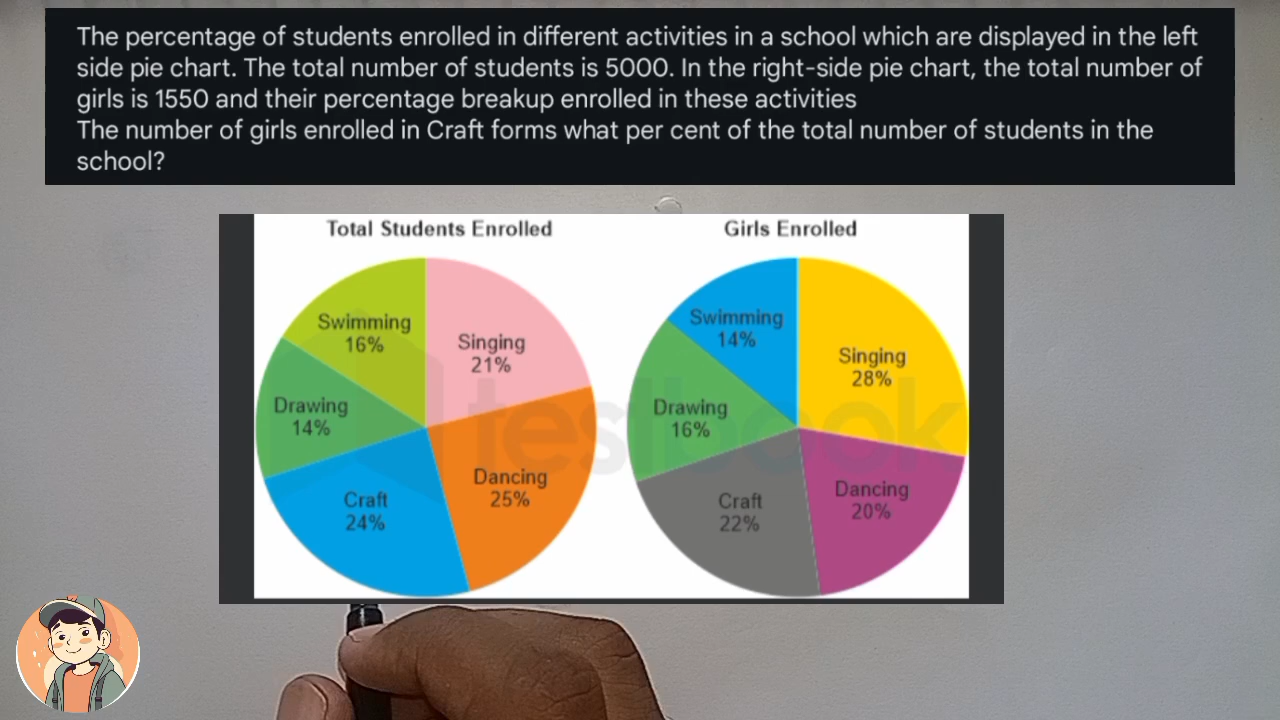 The percentage of students enrolled in different activities in a school which are displayed in the left
side pie chart. The total number of students is 5000. In the right-side pie chart, the total number of
girls is 1550 and their percentage breakup enrolled in these activities
The number of girls enrolled in Craft forms what per cent of the total number of students in the
school?
Total Students Enrolled
Swimming
16%
Singing
21%
Drawing
14%
Dancing
25%
Craft
24%
Girls Enrolled
Swimming
14%
Singing
28%
Drawing
16%
Dancing
20%
Craft
22%
testbook